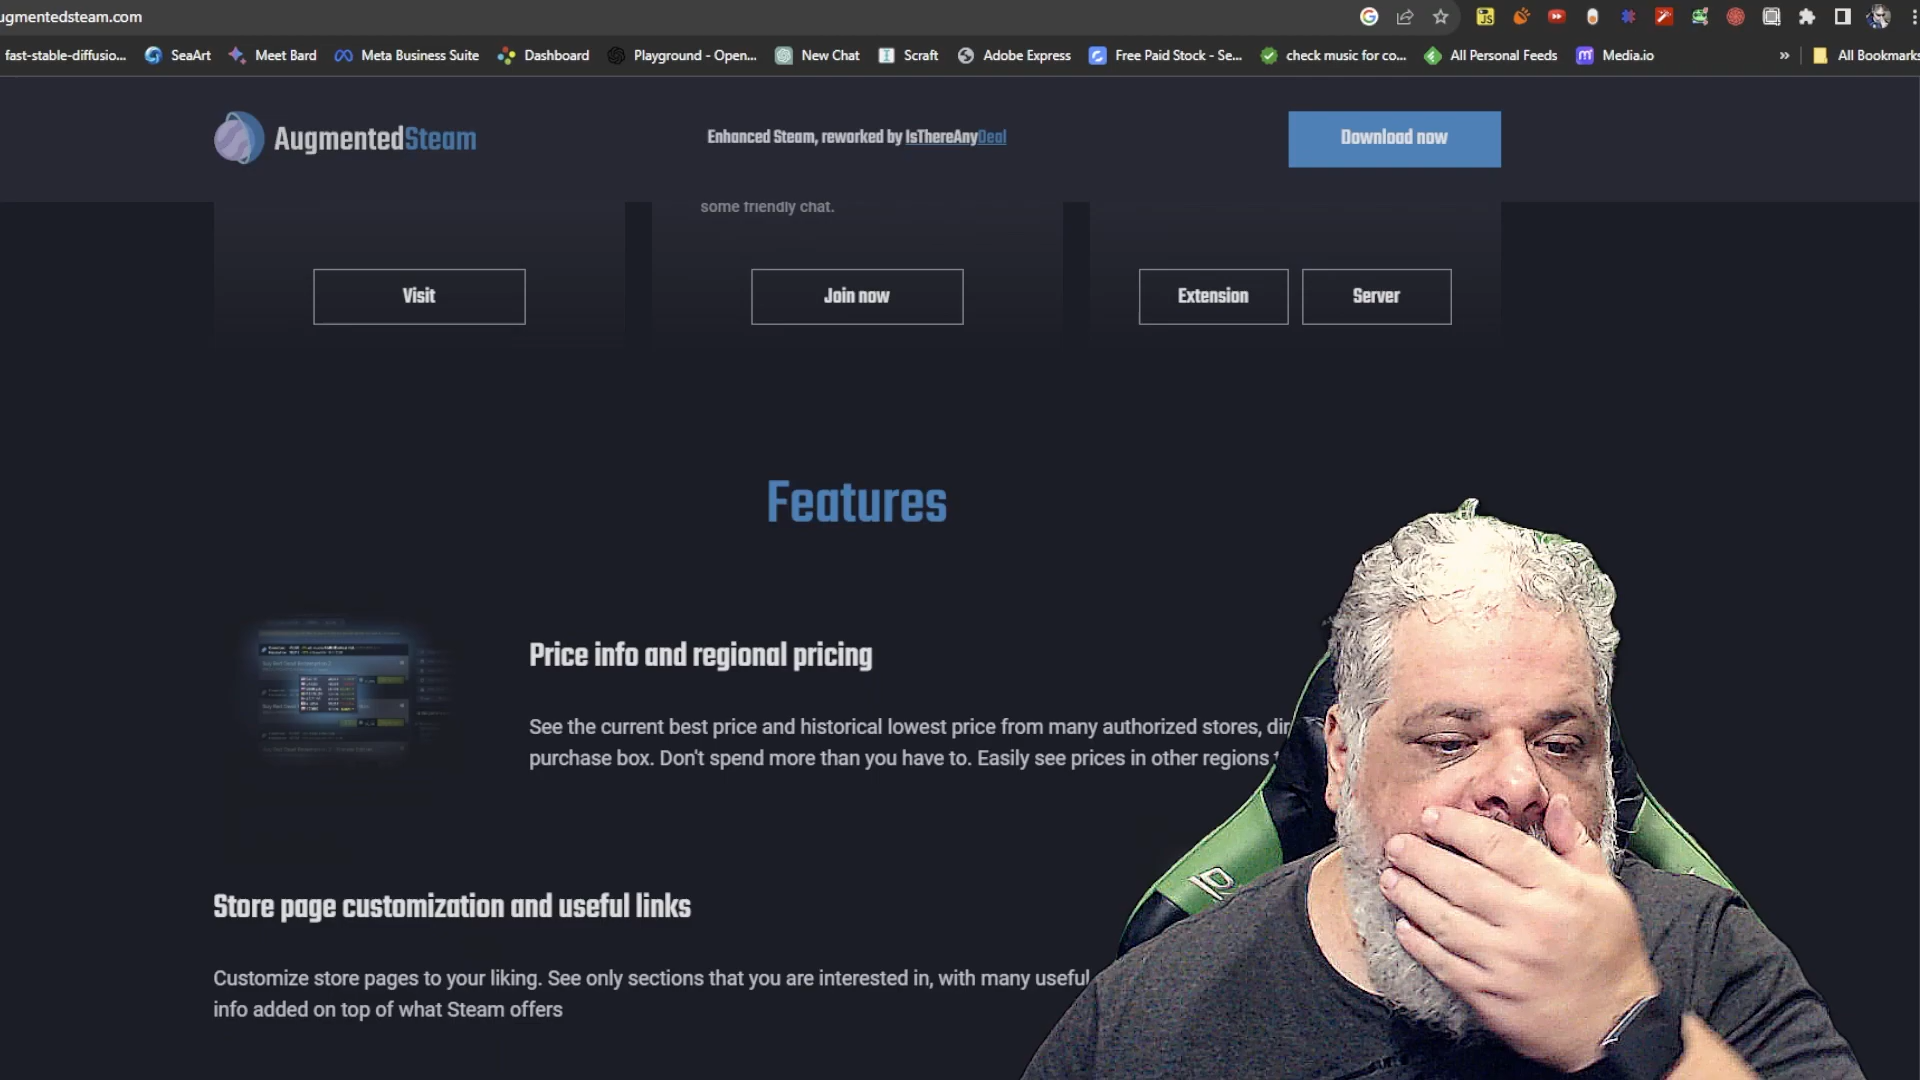 ugmentedsteam.com
fast-stable-diffusio... SeaArt Meet Bard Meta Business Suite Dashboard Playground - Open... New Chat Scraft Adobe Express Free Paid Stock - Se... check music for co... All Personal Feeds Media.io » All Bookmarks
AugmentedSteam
Enhanced Steam, reworked by IsThereAnyDeal
Download now
some friendly chat.
Visit
Join now
Extension
Server
Features
Price info and regional pricing
See the current best price and historical lowest price from many authorized stores, dir
purchase box. Don't spend more than you have to. Easily see prices in other regions
Store page customization and useful links
Customize store pages to your liking. See only sections that you are interested in, with many useful
info added on top of what Steam offers